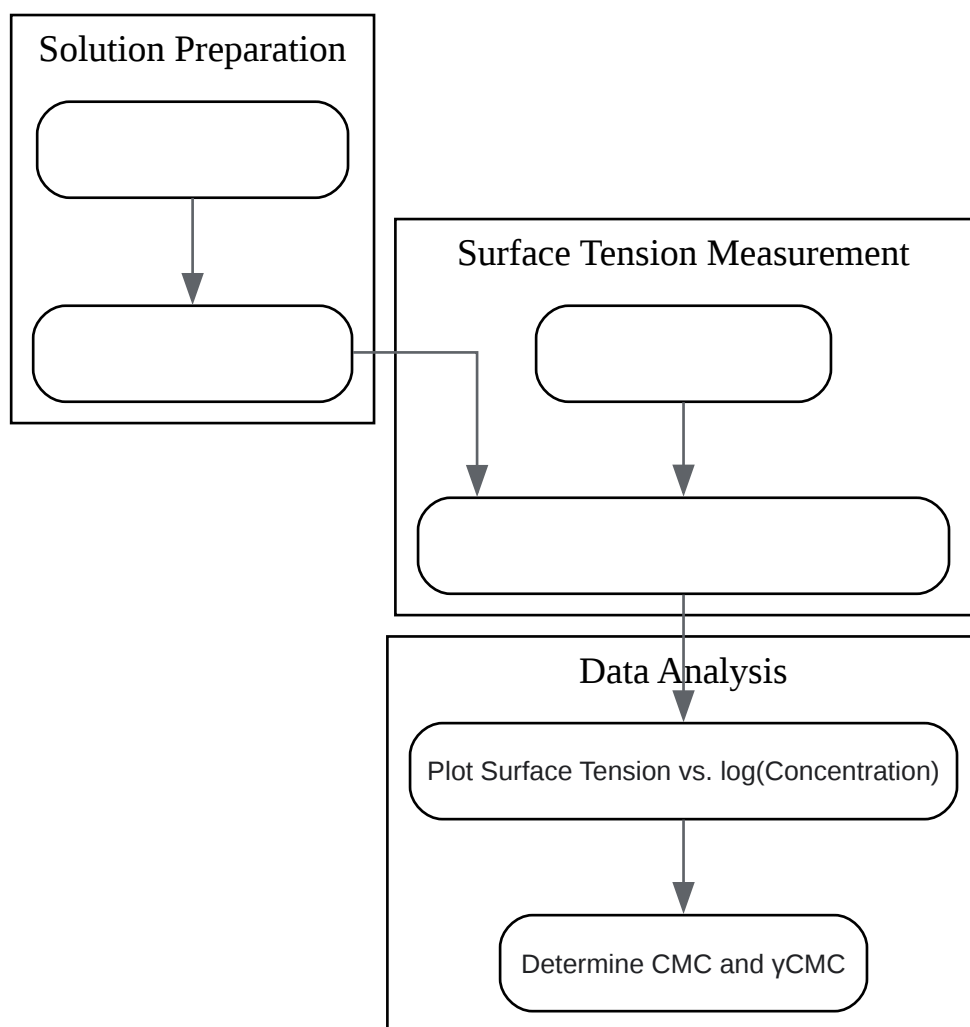 Solution Preparation
Surface Tension Measurement
Data Analysis
Plot Surface Tension vs. log(Concentration)
Determine CMC and γCMC